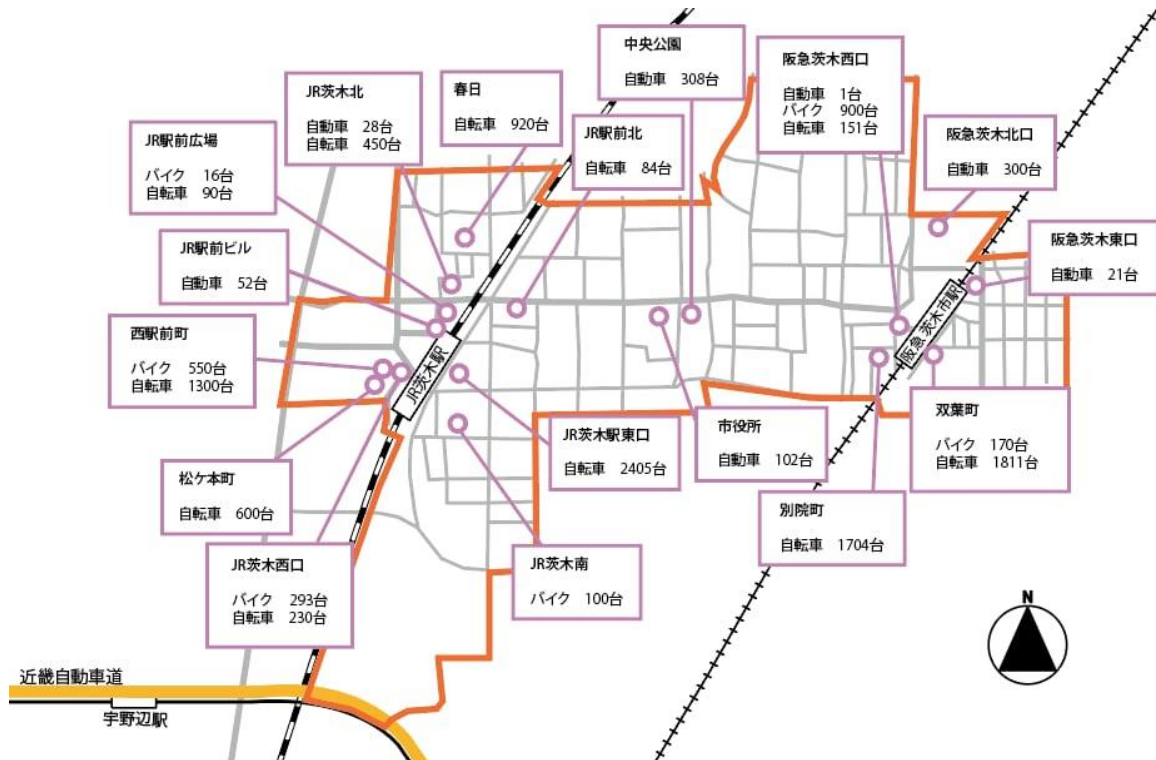 中央公園
自動車 308台
阪急茨木西口
自動車 1台
バイク 900台
自転車 151台
春日
自転車 920台
JR茨木北
自動車 28台
自転車 450台
JR駅前北
自転車 84台
阪急茨木北口
自動車 300台
JR駅前広場
バイク 16台
自転車 90台
阪急茨木東口
自動車 21台
JR駅前ビル
自動車 52台
西駅前町
バイク 550台
自転車 1300台
JR茨木駅
阪急 茨木市駅
JR茨木駅東口
自転車 2405台
市役所
自動車 102台
双葉町
バイク 170台
自転車 1811台
松ケ本町
自転車 600台
別院町
自転車 1704台
JR茨木西口
バイク 293台
自転車 230台
JR茨木南
バイク 100台
N
近畿自動車道
宇野辺駅